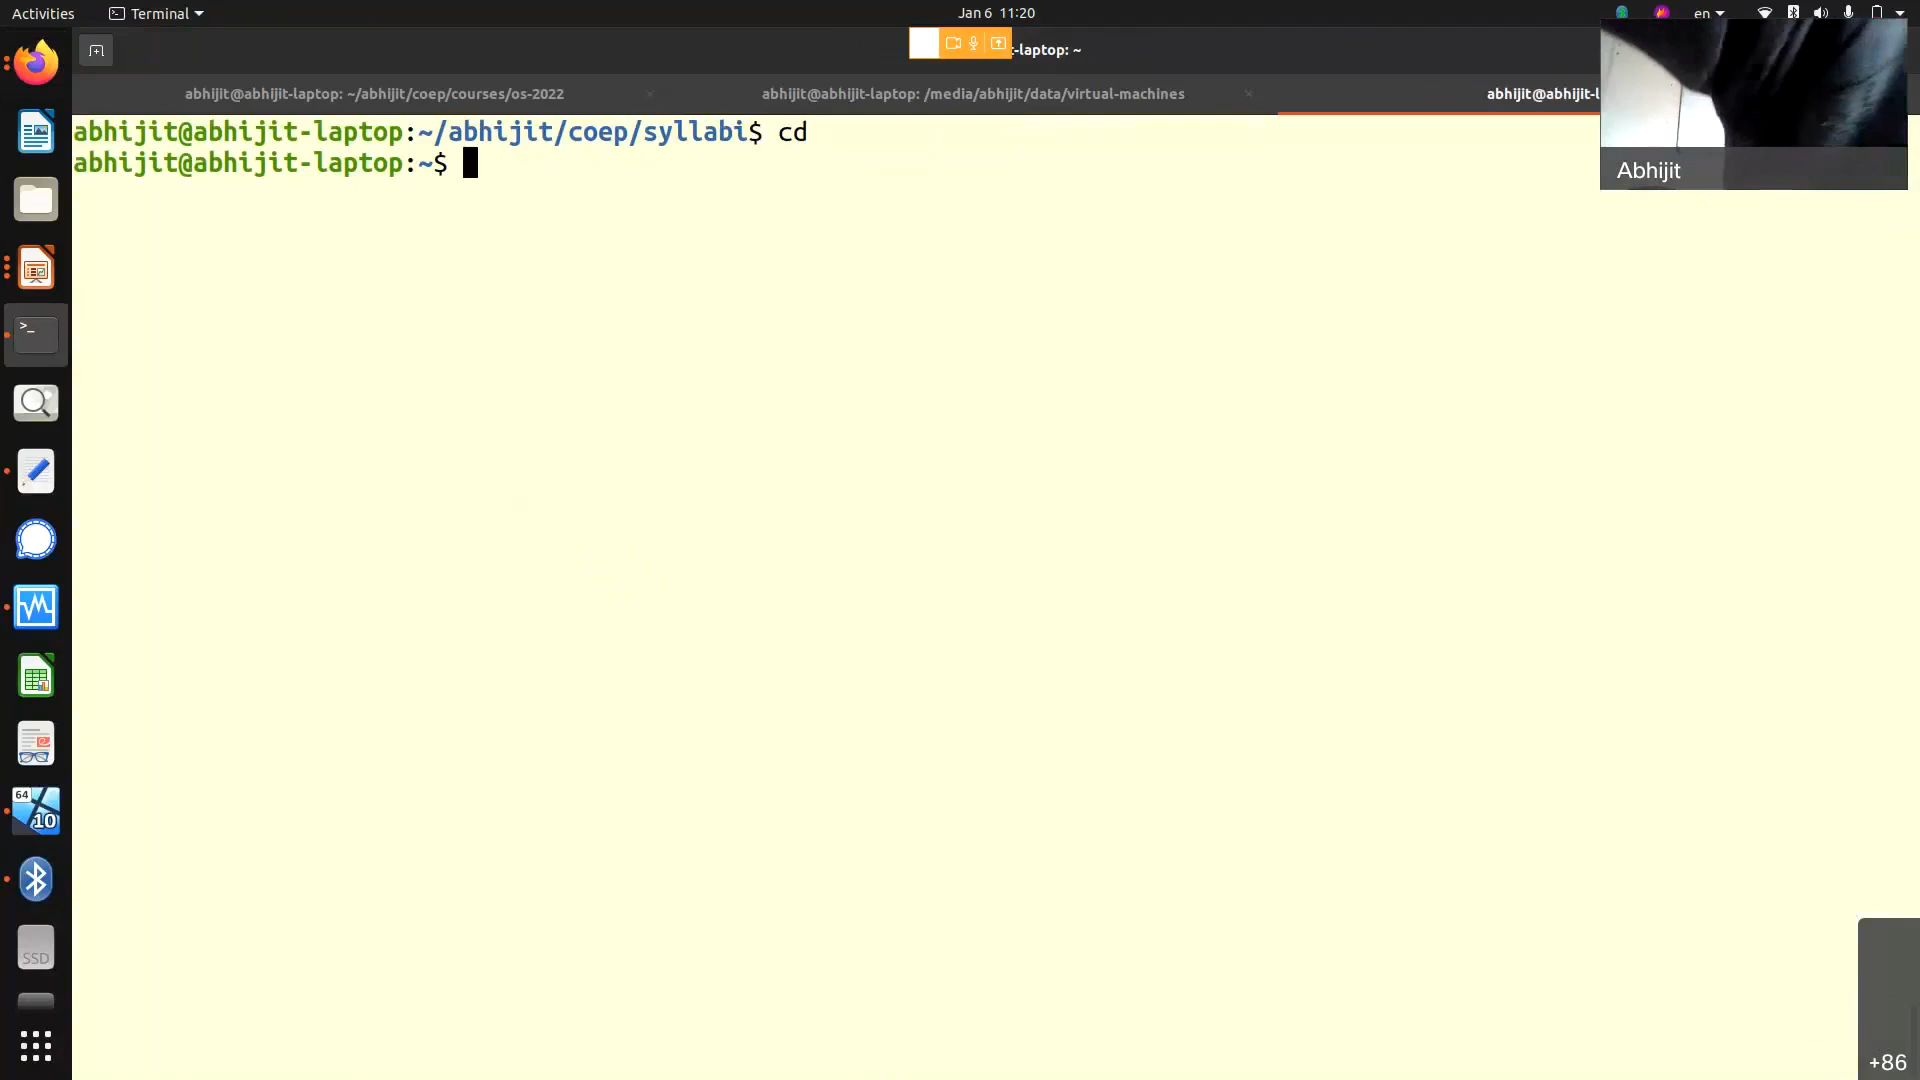 Activities
Terminal
Jan 6 11:20
en
t-laptop: ~
abhijit@abhijit-laptop: ~/abhijit/coep/courses/os-2022
abhijit@abhijit-laptop: /media/abhijit/data/virtual-machines
abhijit@abhijit-l
abhijit@abhijit-laptop:~/abhijit/coep/syllabi$ cd
abhijit@abhijit-laptop:~$
Abhijit
>_
64
10
SSD
+86